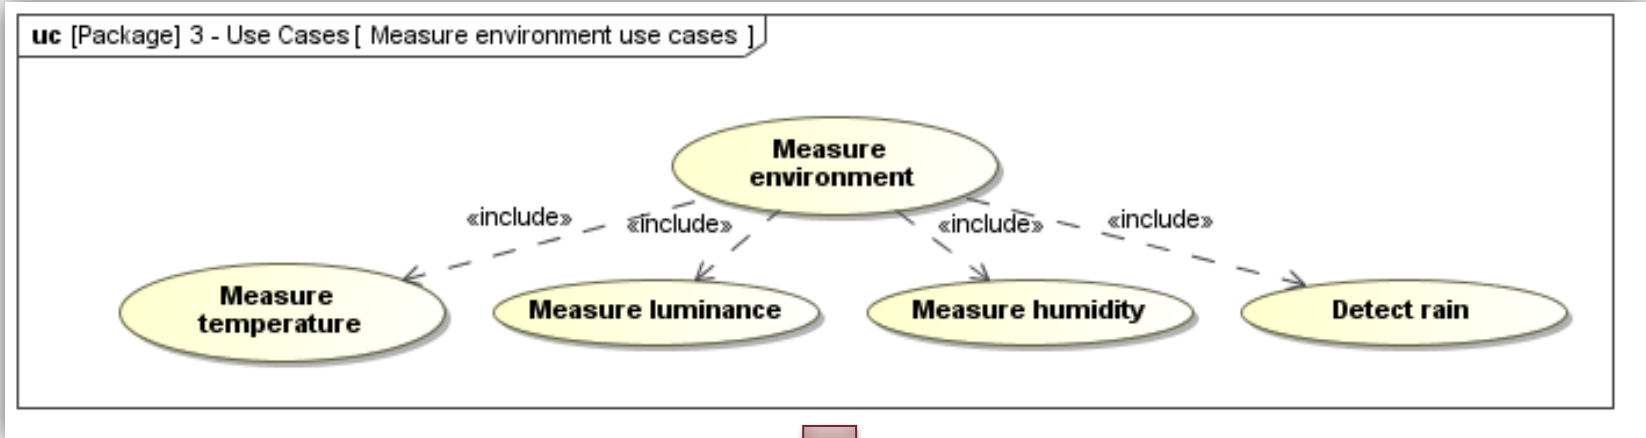 uc [Package] 3 - Use Cases [ Measure environment use cases ]
Measure
environment
«include»
«include»
«include»
«include»
Measure
temperature
Measure luminance
Measure humidity
Detect rain